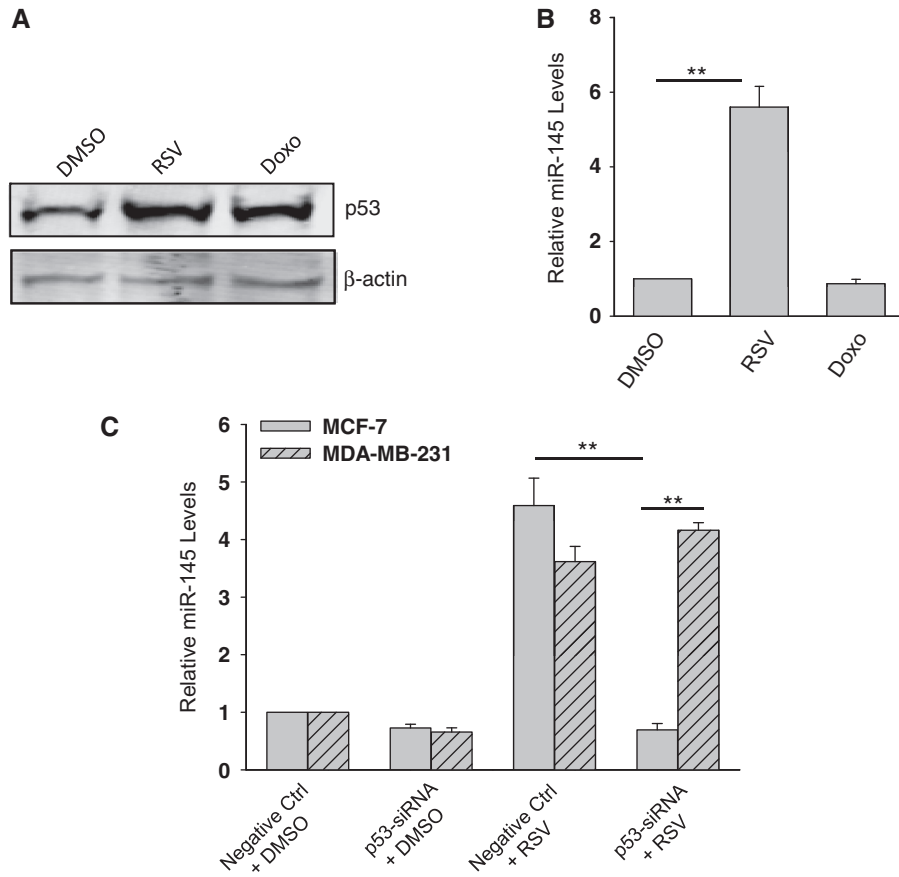 A
DMSO
RSV
Doxo
p53
β-actin
B
Relative miR-145 Levels
8
6
4
2
0
**
DMSO
RSV
Doxo
C
Relative miR-145 Levels
6
5
4
3
2
1
0
MCF-7
MDA-MB-231
**
**
Negative Ctrl
+ DMSO
p53-siRNA
+ DMSO
Negative Ctrl
+ RSV
p53-siRNA
+ RSV